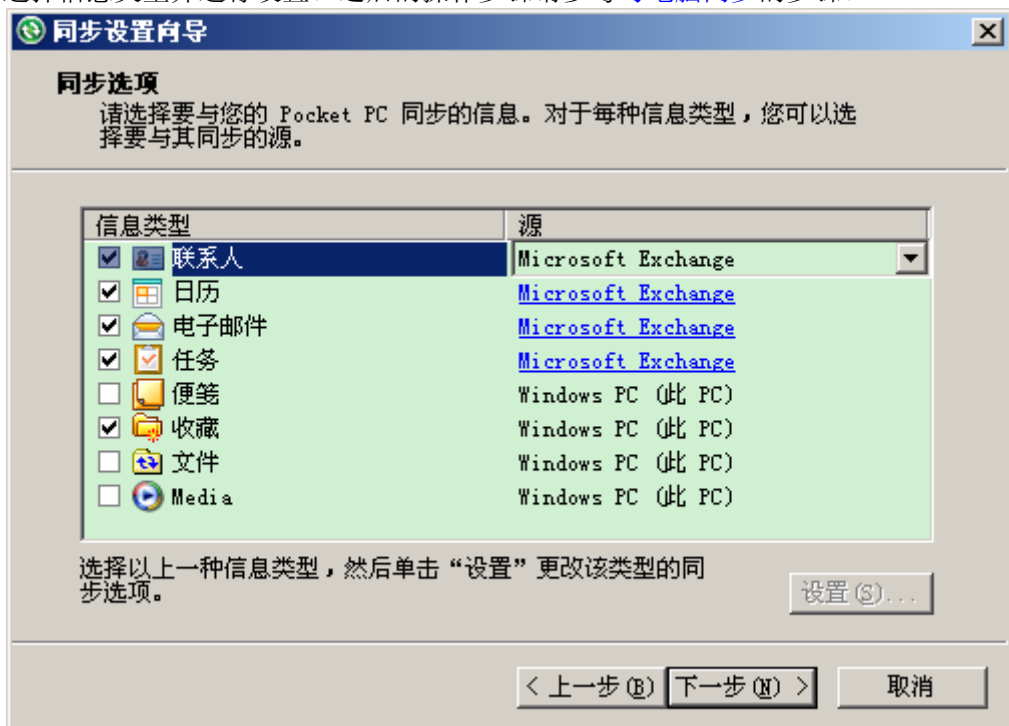 同步设置向导
同步选项
请选择要与您的 Pocket PC 同步的信息。对于每种信息类型，您可以选
择要与其同步的源。
信息类型 源
联系人 Microsoft Exchange
日历 Microsoft Exchange
电子邮件 Microsoft Exchange
任务 Microsoft Exchange
便笺 Windows PC (此 PC)
收藏 Windows PC (此 PC)
文件 Windows PC (此 PC)
Media Windows PC (此 PC)
选择以上一种信息类型，然后单击“设置”更改该类型的同
步选项。
设置(S)...
< 上一步(B) 下一步(N) > 取消